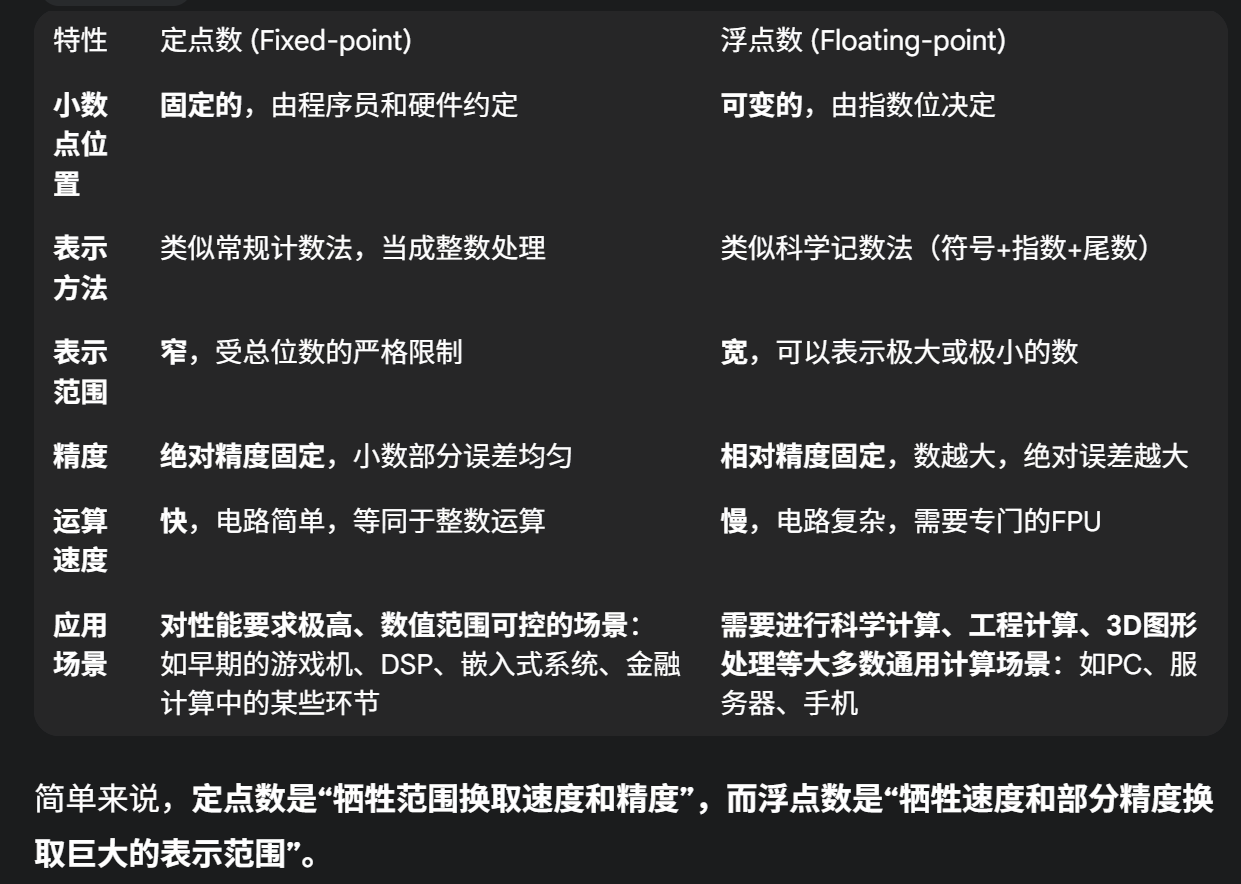 特性 定点数 (Fixed-point) 浮点数 (Floating-point)
小数 固定的，由程序员和硬件约定 可变的，由指数位决定
点位
置
表示 类似常规计数法，当成整数处理 类似科学记数法（符号+指数+尾数）
方法
表示 窄，受总位数的严格限制 宽，可以表示极大或极小的数
范围
精度 绝对精度固定，小数部分误差均匀 相对精度固定，数越大，绝对误差越大
运算 快，电路简单，等同于整数运算 慢，电路复杂，需要专门的FPU
速度
应用 对性能要求极高、数值范围可控的场景： 需要进行科学计算、工程计算、3D图形
场景 如早期的游戏机、DSP、嵌入式系统、金融 处理等大多数通用计算场景：如PC、服
计算中的某些环节 务器、手机
简单来说，定点数是“牺牲范围换取速度和精度”，而浮点数是“牺牲速度和部分精度换
取巨大的表示范围”。